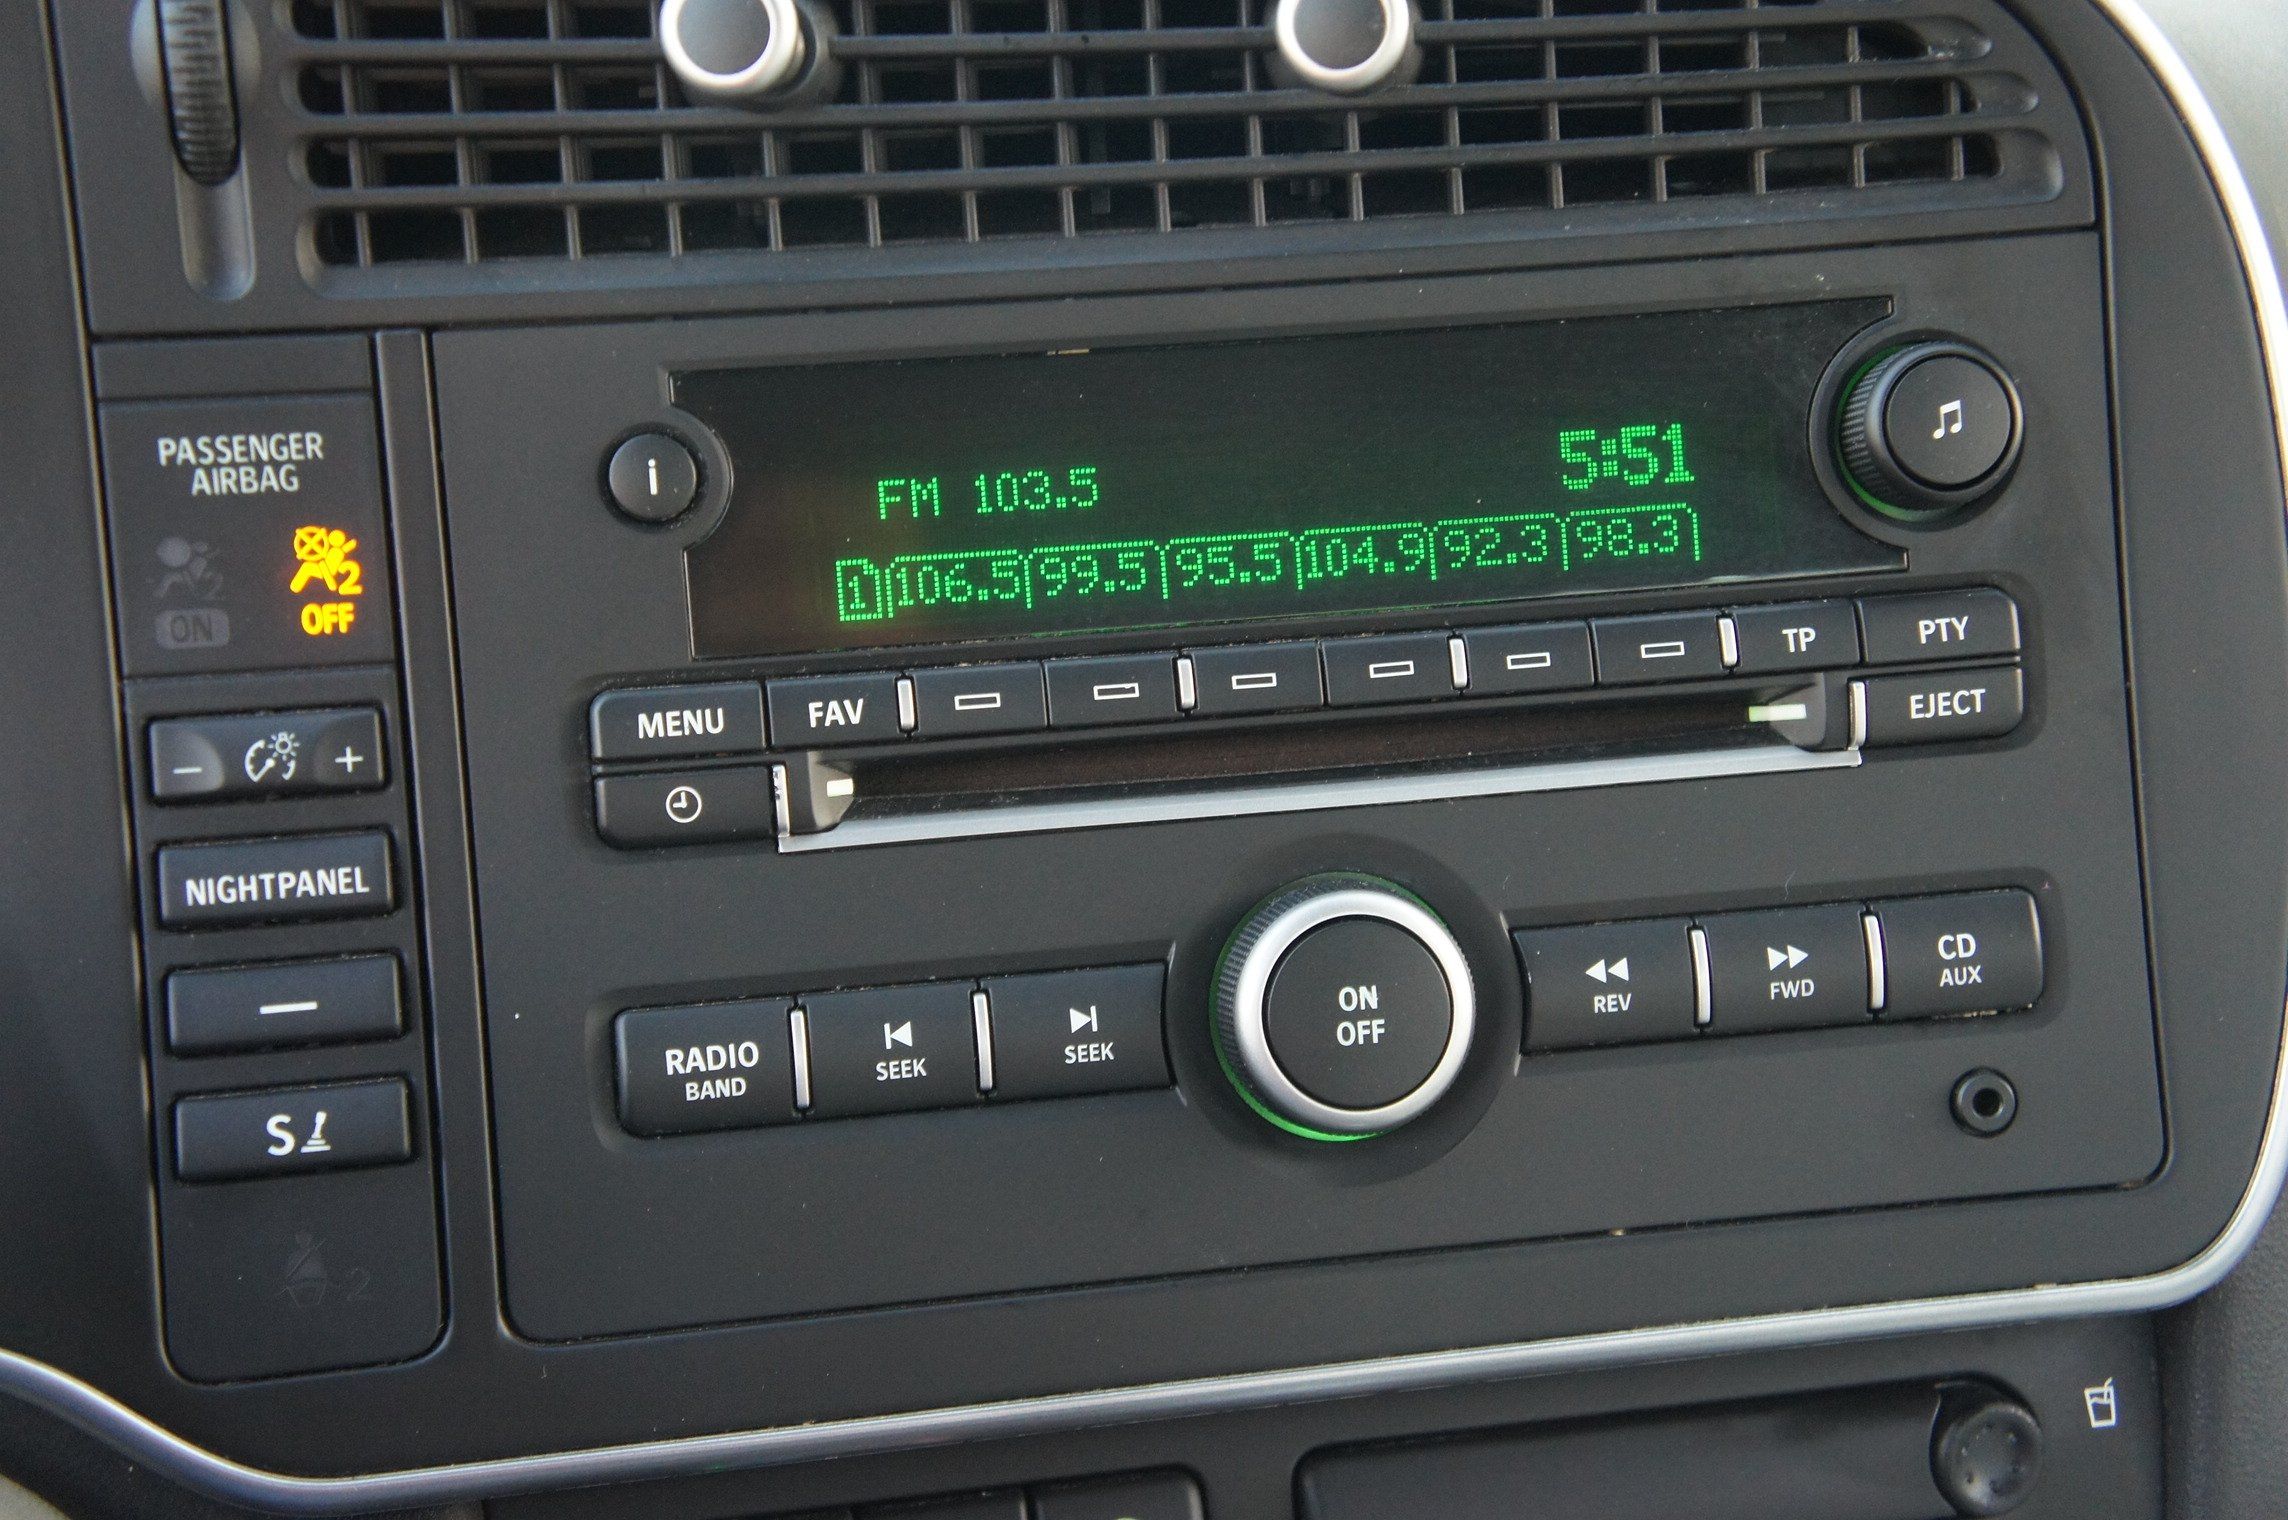 PASSENGER
AIRBAG
2
ON
OFF
i
FM 103.5
5:51
1 106.5 99.5 95.5 104.9 92.3 98.3
MENU
FAV
TP
PTY
EJECT
- +
NIGHTPANEL
RADIO
BAND
SEEK
SEEK
ON
OFF
REV
FWD
CD
AUX
S
2